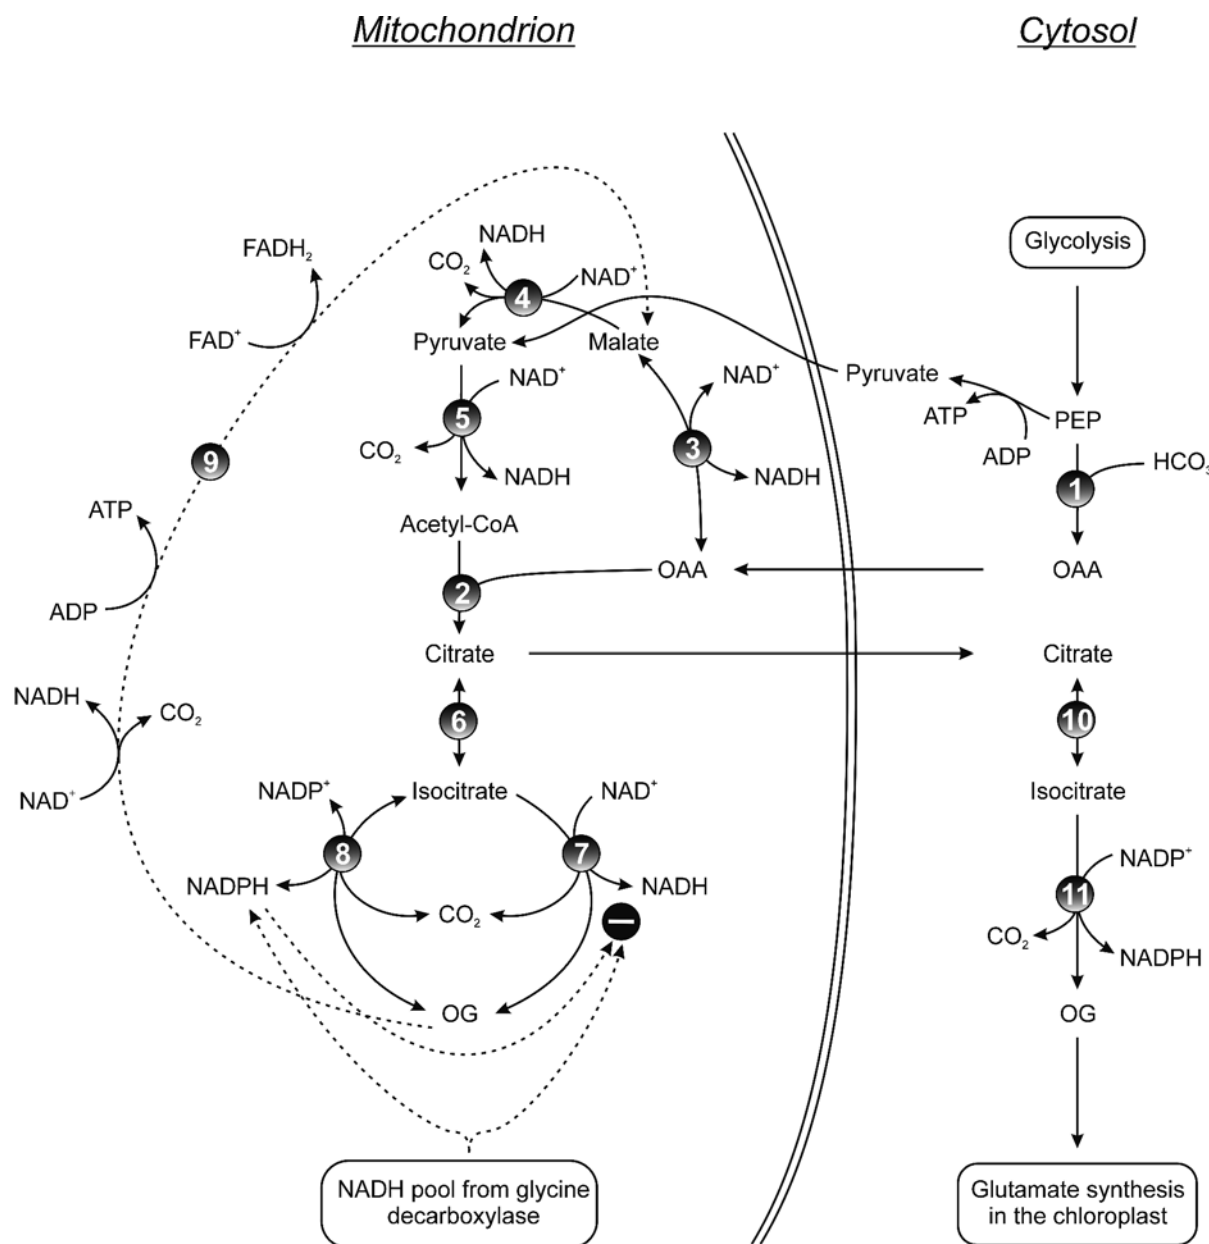 Mitochondrion
Cytosol
Glycolysis
FADH₂
FAD⁺
NADH
CO₂
NAD⁺
4
Pyruvate
Malate
Pyruvate
ATP
ADP
PEP
NAD⁺
NAD⁺
5
CO₂
NADH
3
NADH
1
HCO₃
9
ATP
ADP
Acetyl-CoA
OAA
OAA
2
Citrate
Citrate
NADH
CO₂
NAD⁺
6
10
NADP⁺
Isocitrate
NAD⁺
Isocitrate
8
7
NADP⁺
NADPH
CO₂
NADH
11
CO₂
NADPH
OG
OG
NADH pool from glycine
decarboxylase
Glutamate synthesis
in the chloroplast